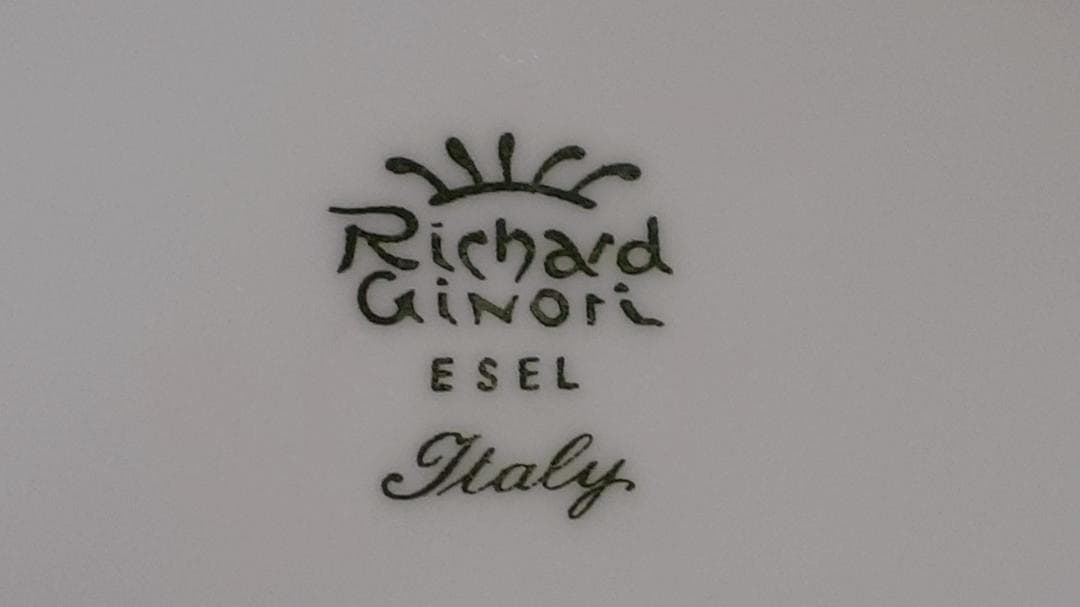 Richard
Ginori
ESEL
Italy